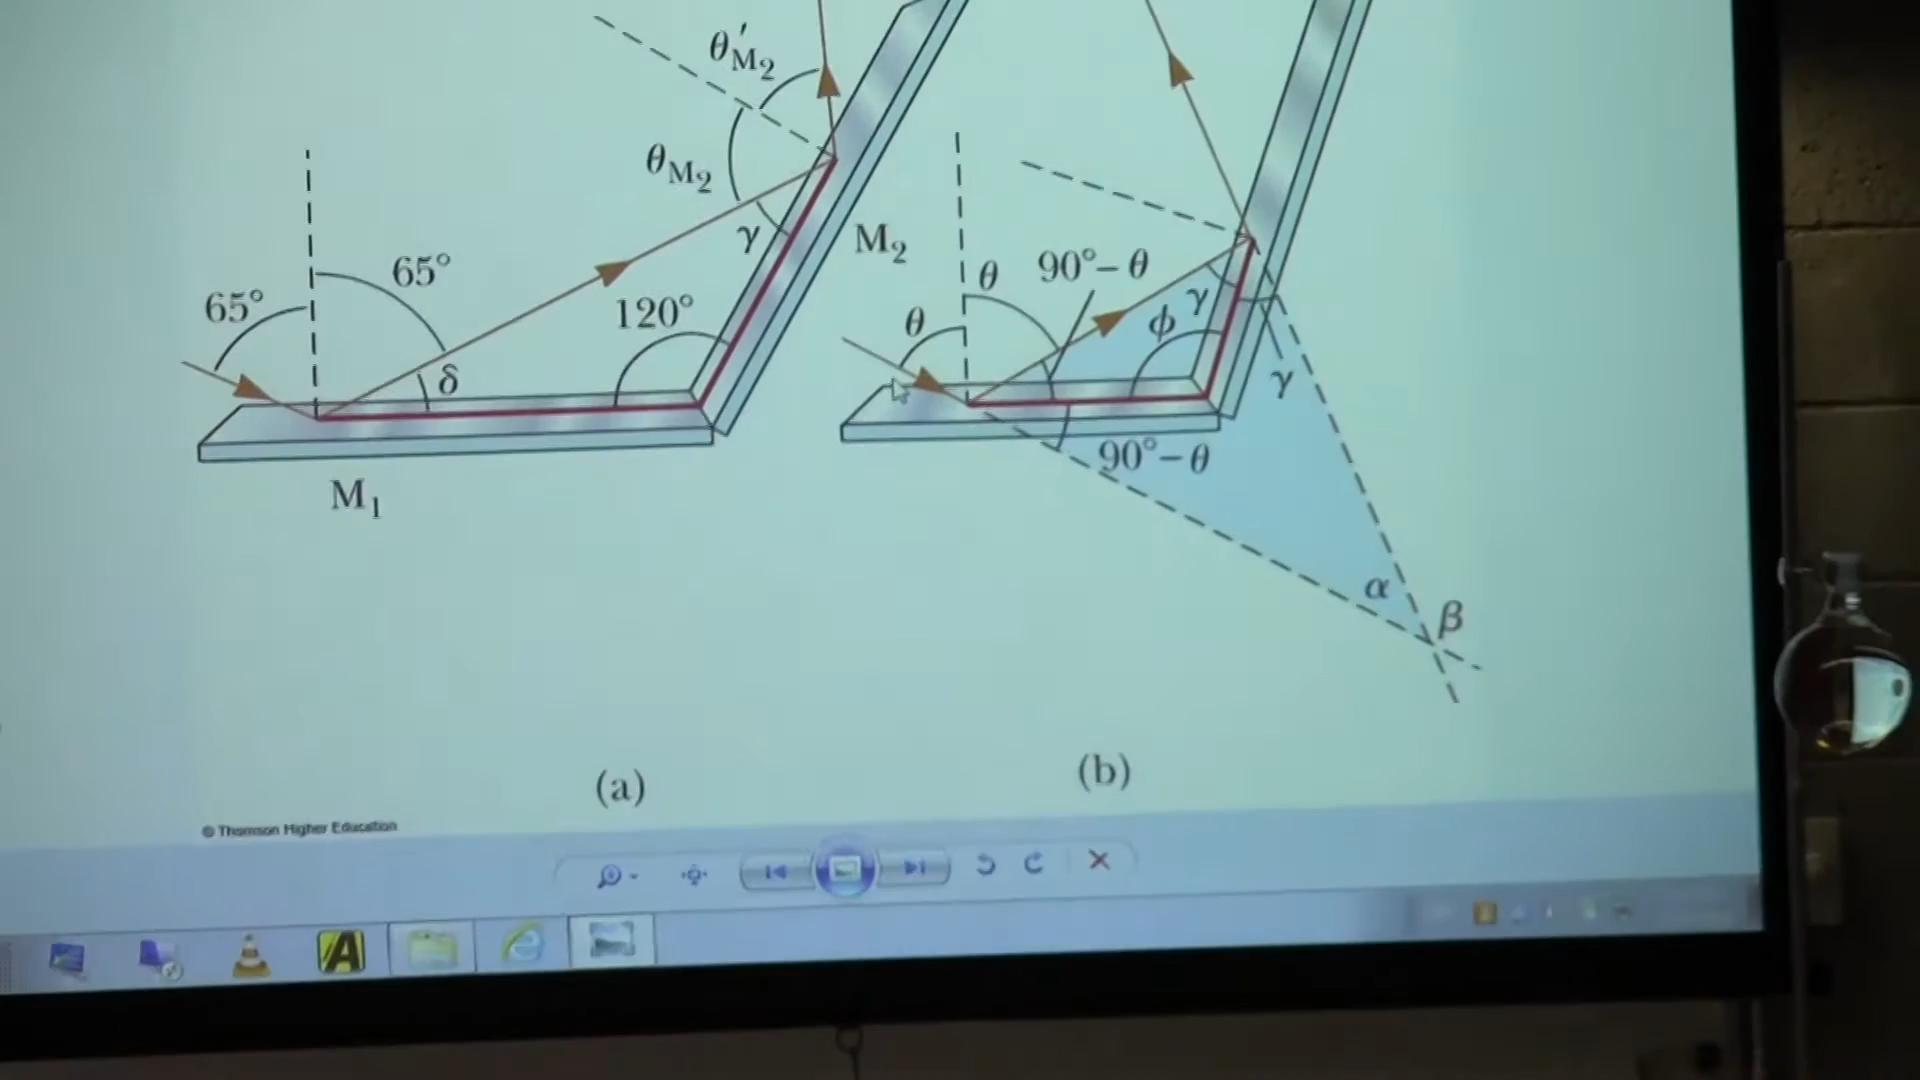 θ′M₂
θM₂
γ
M₂
65°
65°
120°
δ
M₁
θ
θ
90°– θ
γ
ϕ
γ
90°– θ
α
β
(a)
(b)
© Thomson Higher Education
A